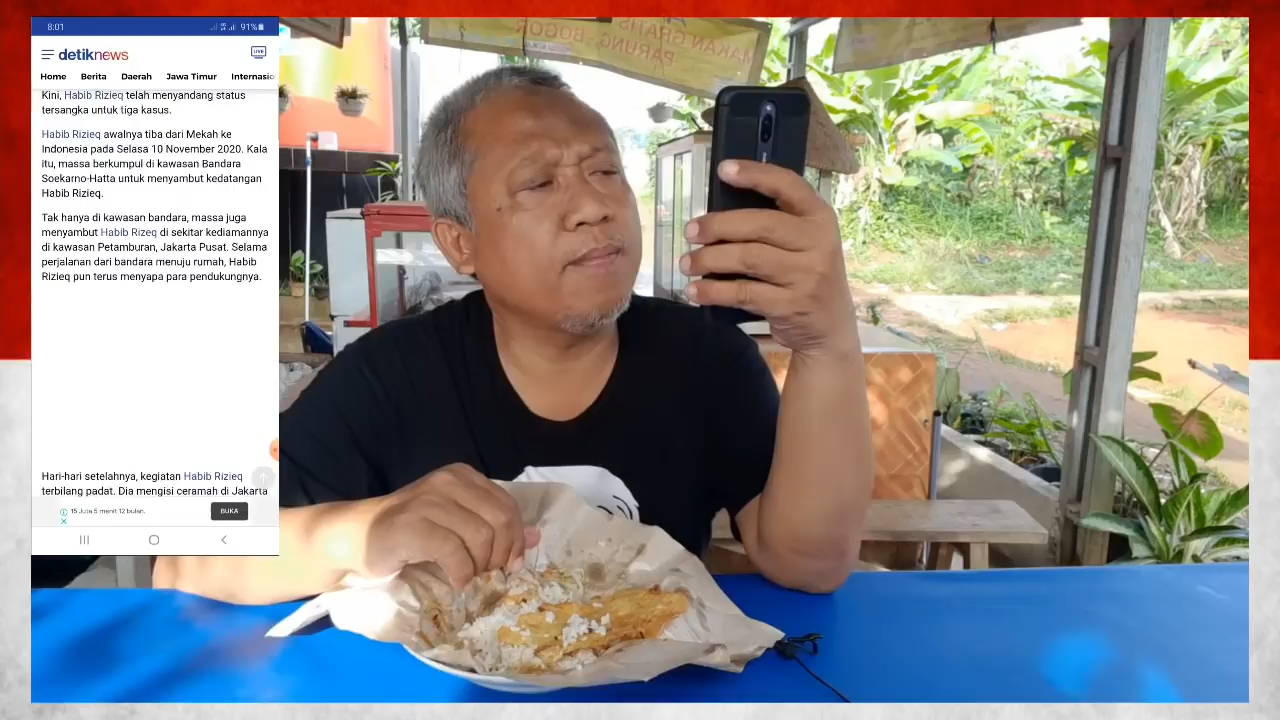 8:01
91%
detiknews
LIVE
Home Berita Daerah Jawa Timur Internasio
Kini, Habib Rizieq telah menyandang status
tersangka untuk tiga kasus.
Habib Rizieq awalnya tiba dari Mekah ke
Indonesia pada Selasa 10 November 2020. Kala
itu, massa berkumpul di kawasan Bandara
Soekarno-Hatta untuk menyambut kedatangan
Habib Rizieq.
Tak hanya di kawasan bandara, massa juga
menyambut Habib Rizeq di sekitar kediamannya
di kawasan Petamburan, Jakarta Pusat. Selama
perjalanan dari bandara menuju rumah, Habib
Rizieq pun terus menyapa para pendukungnya.
Hari-hari setelahnya, kegiatan Habib Rizieq
terbilang padat. Dia mengisi ceramah di Jakarta
15 Juta 5 menit 12 bulan.
BUKA
MAKAN GRATIS
PARUNG - BOGOR